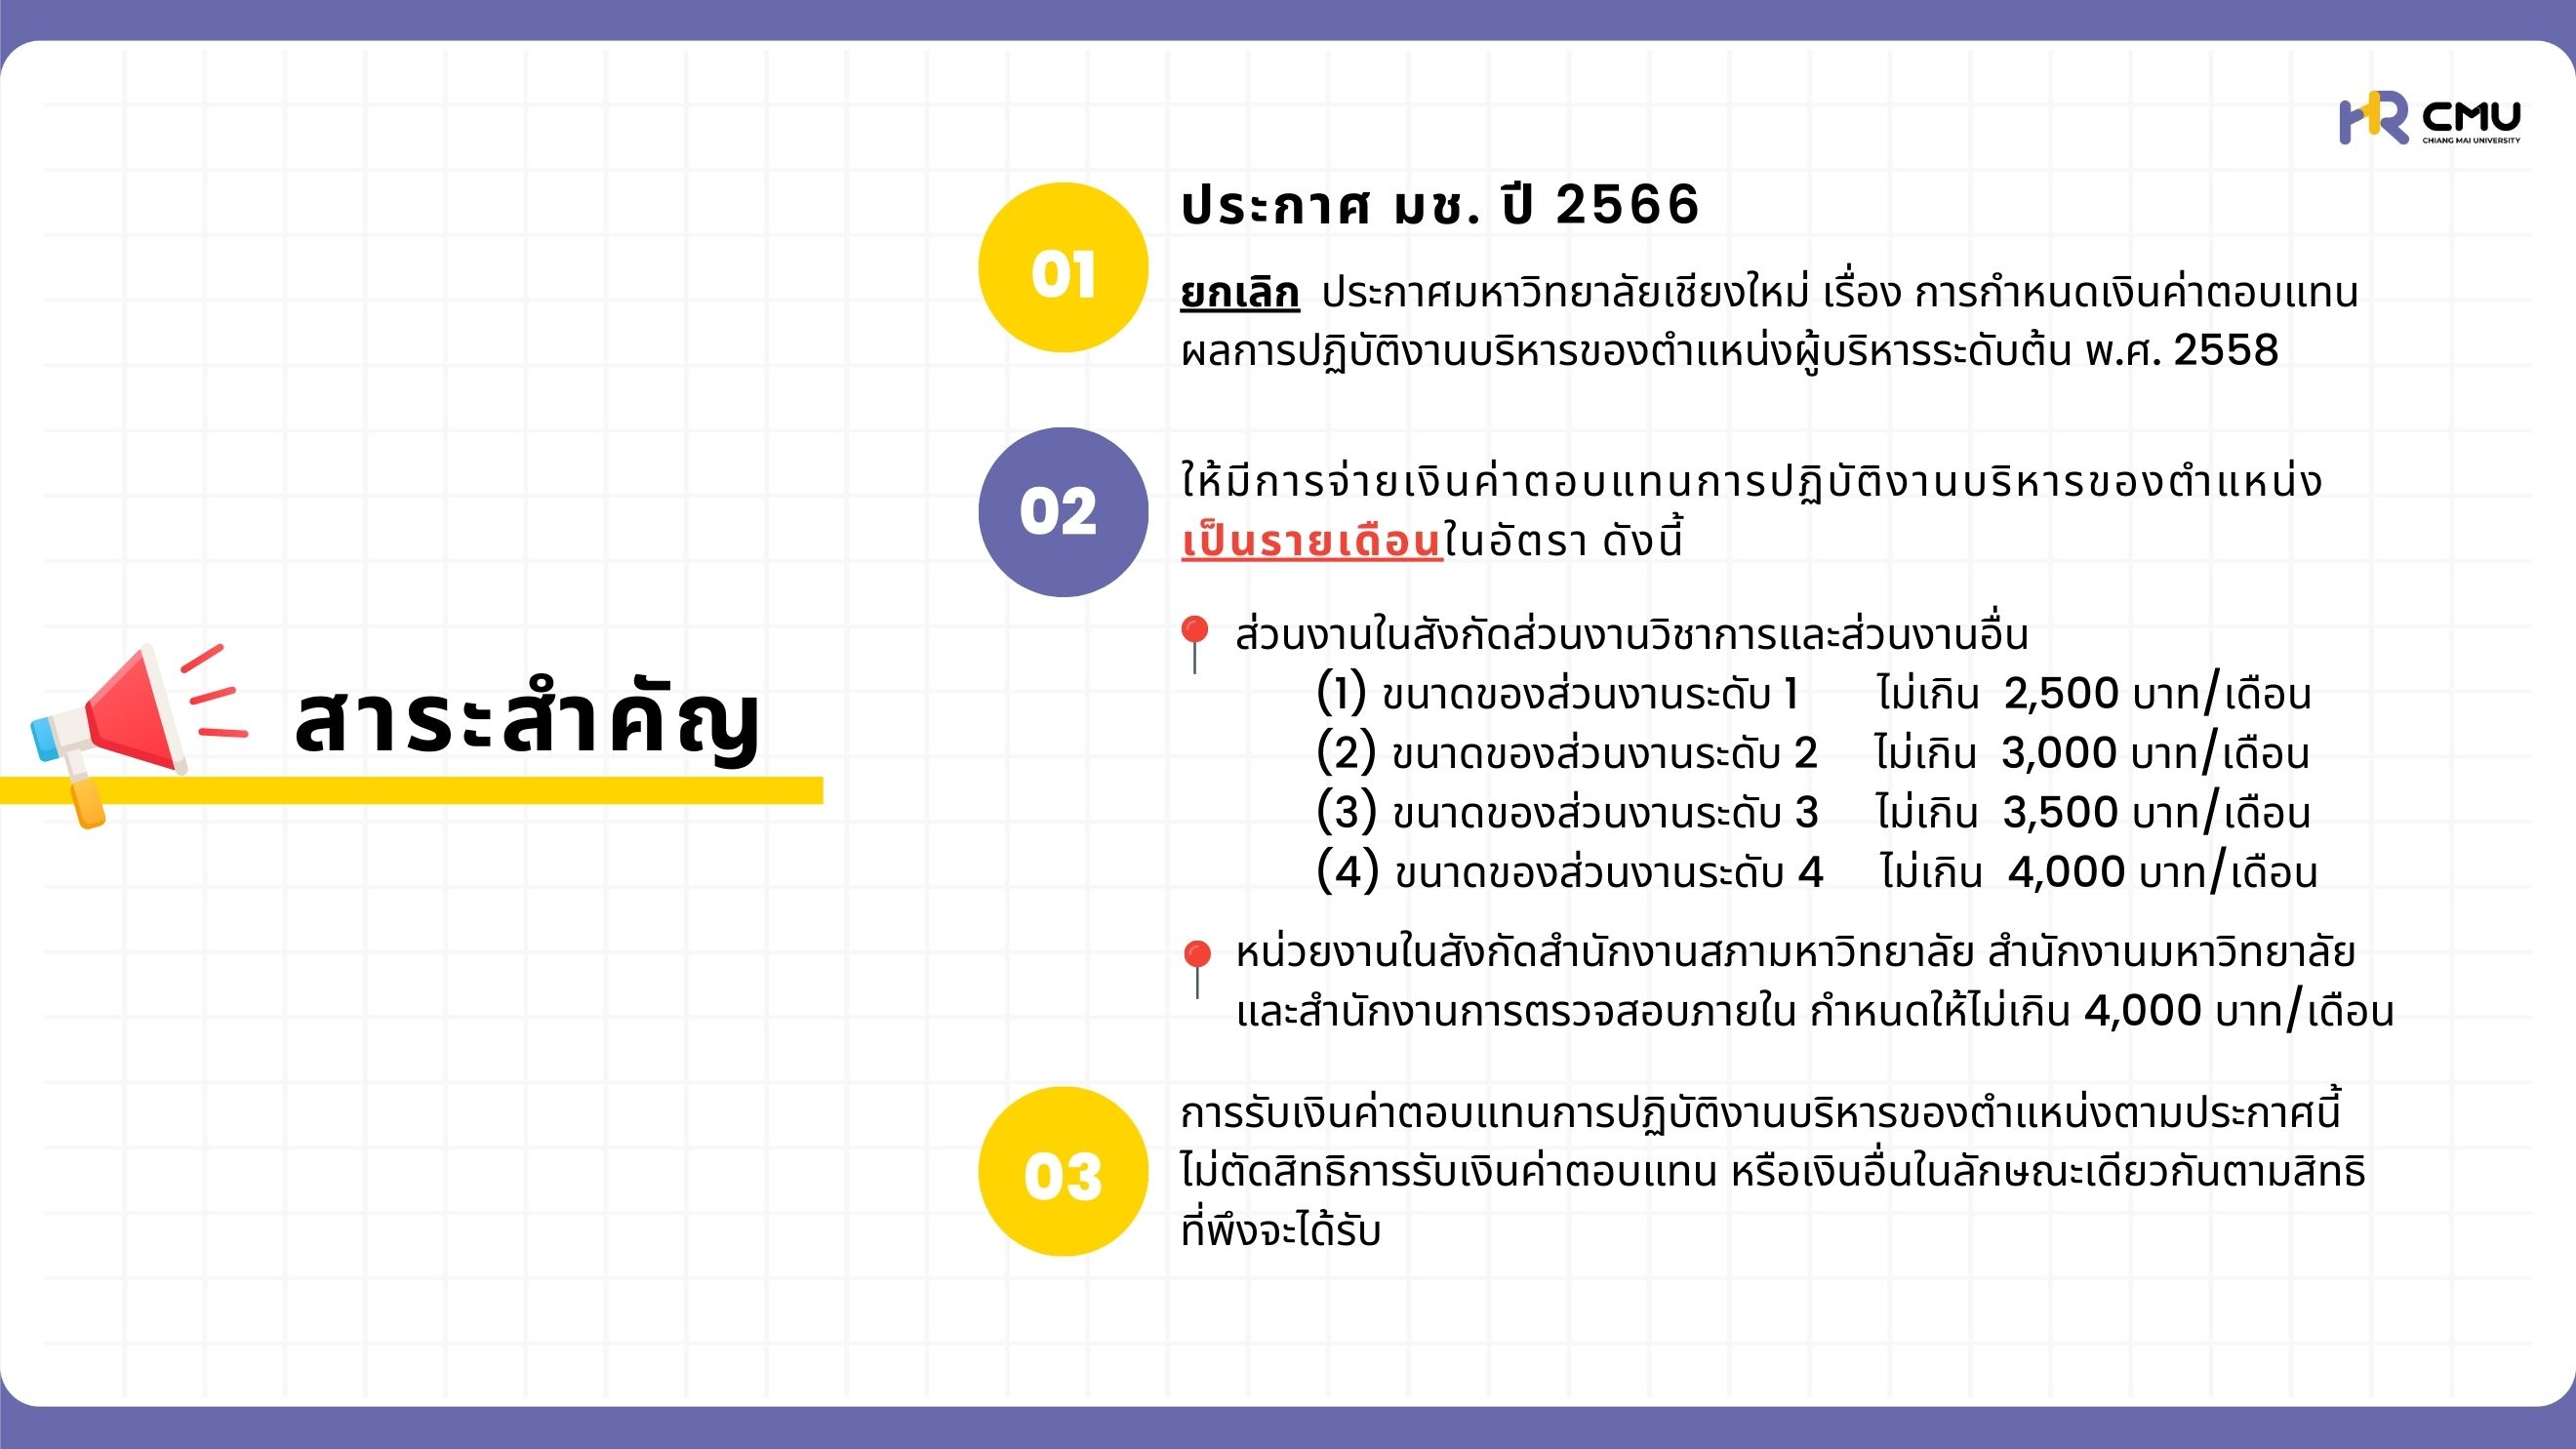 HR CMU
CHIANG MAI UNIVERSITY
สาระสำคัญ
01
ประกาศ มช. ปี 2566
ยกเลิก ประกาศมหาวิทยาลัยเชียงใหม่ เรื่อง การกำหนดเงินค่าตอบแทน
ผลการปฏิบัติงานบริหารของตำแหน่งผู้บริหารระดับต้น พ.ศ. 2558
02
ให้มีการจ่ายเงินค่าตอบแทนการปฏิบัติงานบริหารของตำแหน่ง
เป็นรายเดือนในอัตรา ดังนี้
ส่วนงานในสังกัดส่วนงานวิชาการและส่วนงานอื่น
(1) ขนาดของส่วนงานระดับ 1 ไม่เกิน 2,500 บาท/เดือน
(2) ขนาดของส่วนงานระดับ 2 ไม่เกิน 3,000 บาท/เดือน
(3) ขนาดของส่วนงานระดับ 3 ไม่เกิน 3,500 บาท/เดือน
(4) ขนาดของส่วนงานระดับ 4 ไม่เกิน 4,000 บาท/เดือน
หน่วยงานในสังกัดสำนักงานสภามหาวิทยาลัย สำนักงานมหาวิทยาลัย
และสำนักงานการตรวจสอบภายใน กำหนดให้ไม่เกิน 4,000 บาท/เดือน
03
การรับเงินค่าตอบแทนการปฏิบัติงานบริหารของตำแหน่งตามประกาศนี้
ไม่ตัดสิทธิการรับเงินค่าตอบแทน หรือเงินอื่นในลักษณะเดียวกันตามสิทธิ
ที่พึงจะได้รับ